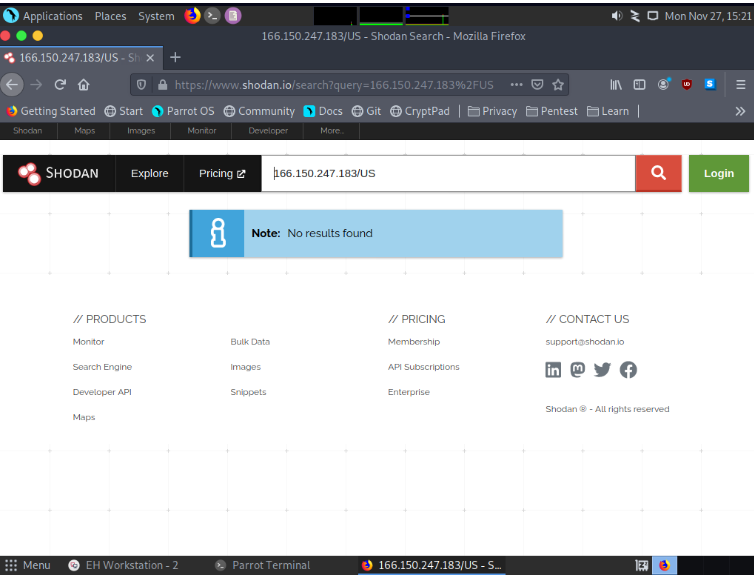 Applications Places System Mon Nov 27, 15:21
166.150.247.183/US - Shodan Search - Mozilla Firefox
166.150.247.183/US - Sh
https://www.shodan.io/search?query=166.150.247.183%2FUS
Getting Started Start Parrot OS Community Docs Git CryptPad Privacy Pentest Learn
Shodan Maps Images Monitor Developer More...
SHODAN Explore Pricing 166.150.247.183/US Login
Note: No results found
// PRODUCTS // PRICING // CONTACT US
Monitor Bulk Data Membership support@shodan.io
Search Engine Images API Subscriptions
Developer API Snippets Enterprise
Shodan ® - All rights reserved
Maps
Menu EH Workstation - 2 Parrot Terminal 166.150.247.183/US - S...